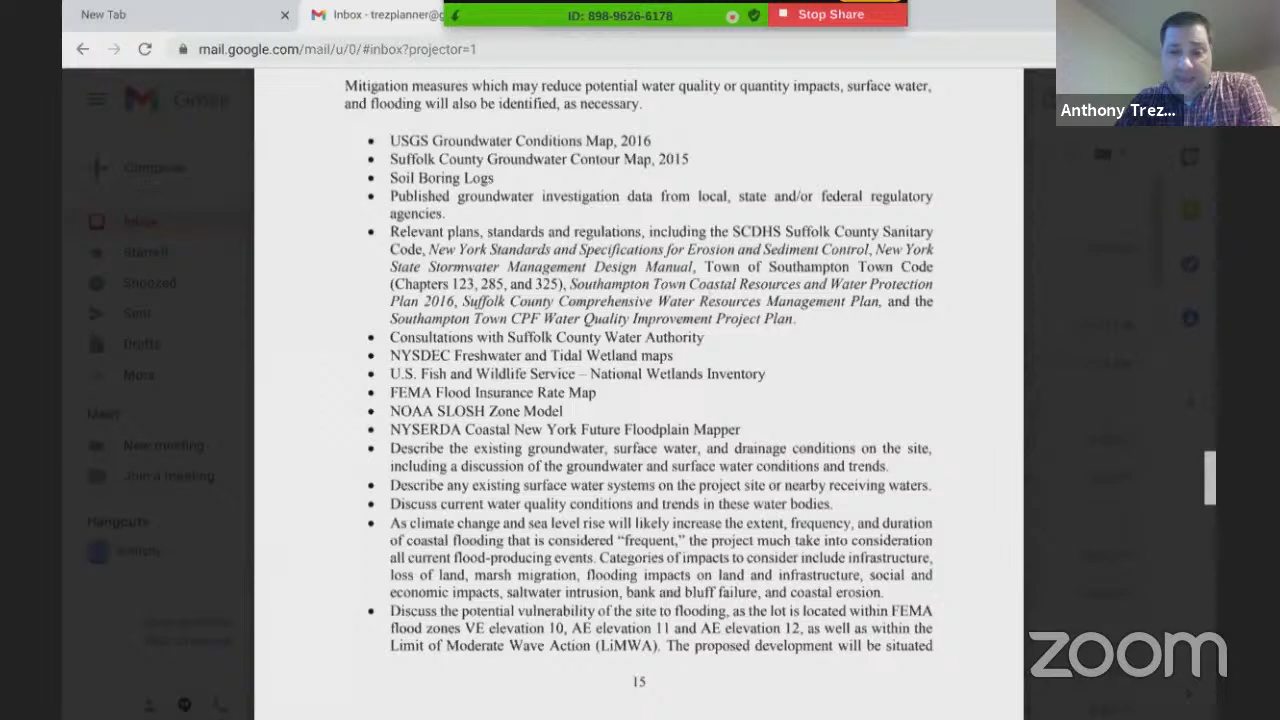 New Tab
Inbox - trezplanner@g
ID: 898-9626-6178
Stop Share
mail.google.com/mail/u/0/#inbox?projector=1
Anthony Trez...
Gmail
Compose
Inbox
Starred
Snoozed
Sent
Drafts
More
Meet
New meeting
Join a meeting
Hangouts
Mitigation measures which may reduce potential water quality or quantity impacts, surface water,
and flooding will also be identified, as necessary.
• USGS Groundwater Conditions Map, 2016
• Suffolk County Groundwater Contour Map, 2015
• Soil Boring Logs
• Published groundwater investigation data from local, state and/or federal regulatory
agencies.
• Relevant plans, standards and regulations, including the SCDHS Suffolk County Sanitary
Code, New York Standards and Specifications for Erosion and Sediment Control, New York
State Stormwater Management Design Manual, Town of Southampton Town Code
(Chapters 123, 285, and 325), Southampton Town Coastal Resources and Water Protection
Plan 2016, Suffolk County Comprehensive Water Resources Management Plan, and the
Southampton Town CPF Water Quality Improvement Project Plan.
• Consultations with Suffolk County Water Authority
• NYSDEC Freshwater and Tidal Wetland maps
• U.S. Fish and Wildlife Service – National Wetlands Inventory
• FEMA Flood Insurance Rate Map
• NOAA SLOSH Zone Model
• NYSERDA Coastal New York Future Floodplain Mapper
• Describe the existing groundwater, surface water, and drainage conditions on the site,
including a discussion of the groundwater and surface water conditions and trends.
• Describe any existing surface water systems on the project site or nearby receiving waters.
• Discuss current water quality conditions and trends in these water bodies.
• As climate change and sea level rise will likely increase the extent, frequency, and duration
of coastal flooding that is considered “frequent,” the project much take into consideration
all current flood-producing events. Categories of impacts to consider include infrastructure,
loss of land, marsh migration, flooding impacts on land and infrastructure, social and
economic impacts, saltwater intrusion, bank and bluff failure, and coastal erosion.
• Discuss the potential vulnerability of the site to flooding, as the lot is located within FEMA
flood zones VE elevation 10, AE elevation 11 and AE elevation 12, as well as within the
Limit of Moderate Wave Action (LiMWA). The proposed development will be situated
15
zoom